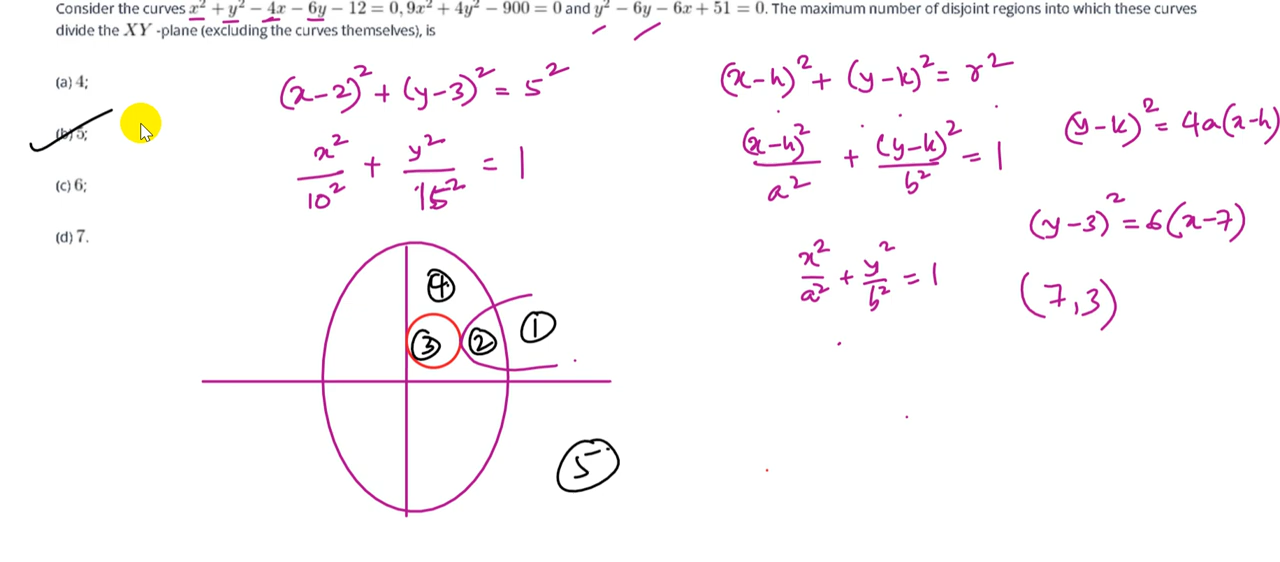 Consider the curves x² + y² − 4x − 6y − 12 = 0, 9x² + 4y² − 900 = 0 and y² − 6y − 6x + 51 = 0. The maximum number of disjoint regions into which these curves
divide the XY -plane (excluding the curves themselves), is
(a) 4;
(b) 5;
(c) 6;
(d) 7.
(x-2)² + (y-3)² = 5²
x²/10² + y²/15² = 1
(x-h)² + (y-k)² = r²
(x-h)²/a² + (y-k)²/b² = 1
x²/a² + y²/b² = 1
(y-k)² = 4a(x-h)
(y-3)² = 6(x-7)
(7,3)
4
3 2 1
5